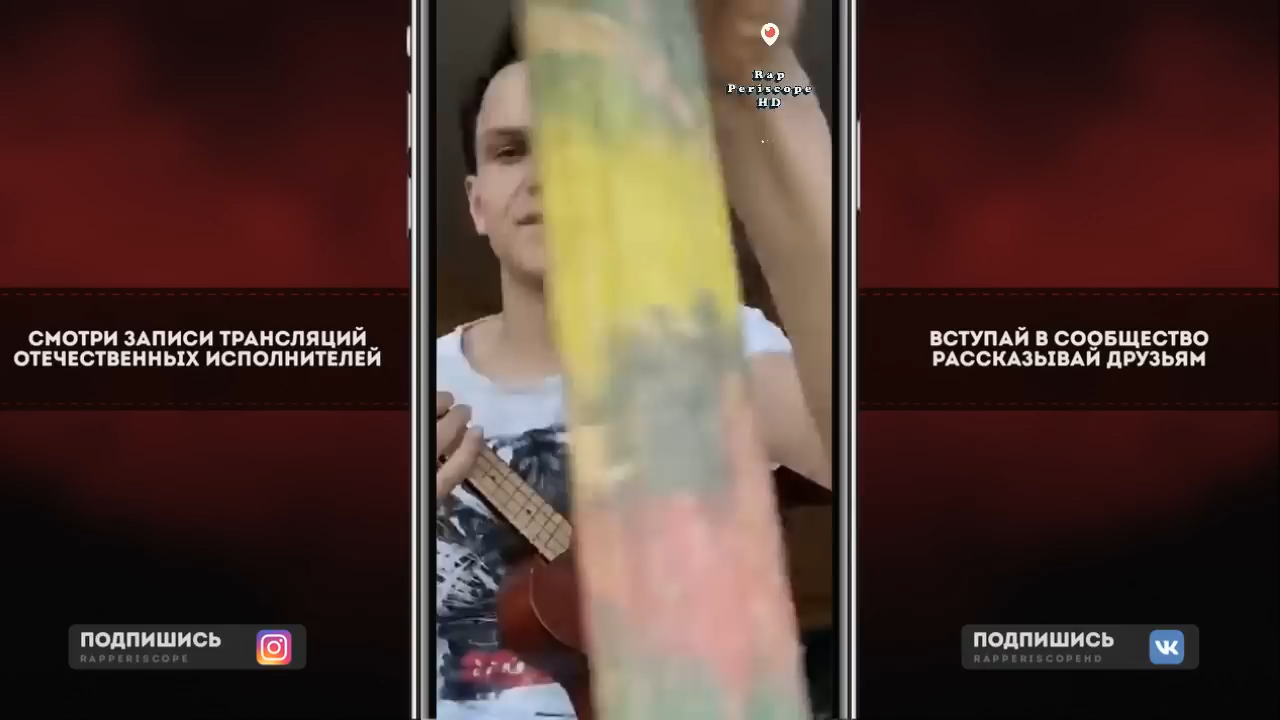 Rap
Periscope
HD
СМОТРИ ЗАПИСИ ТРАНСЛЯЦИЙ
ОТЕЧЕСТВЕННЫХ ИСПОЛНИТЕЛЕЙ
ВСТУПАЙ В СООБЩЕСТВО
РАССКАЗЫВАЙ ДРУЗЬЯМ
ПОДПИШИСЬ
RAPPERISCOPE
ПОДПИШИСЬ
RAPPERISCOPEHD